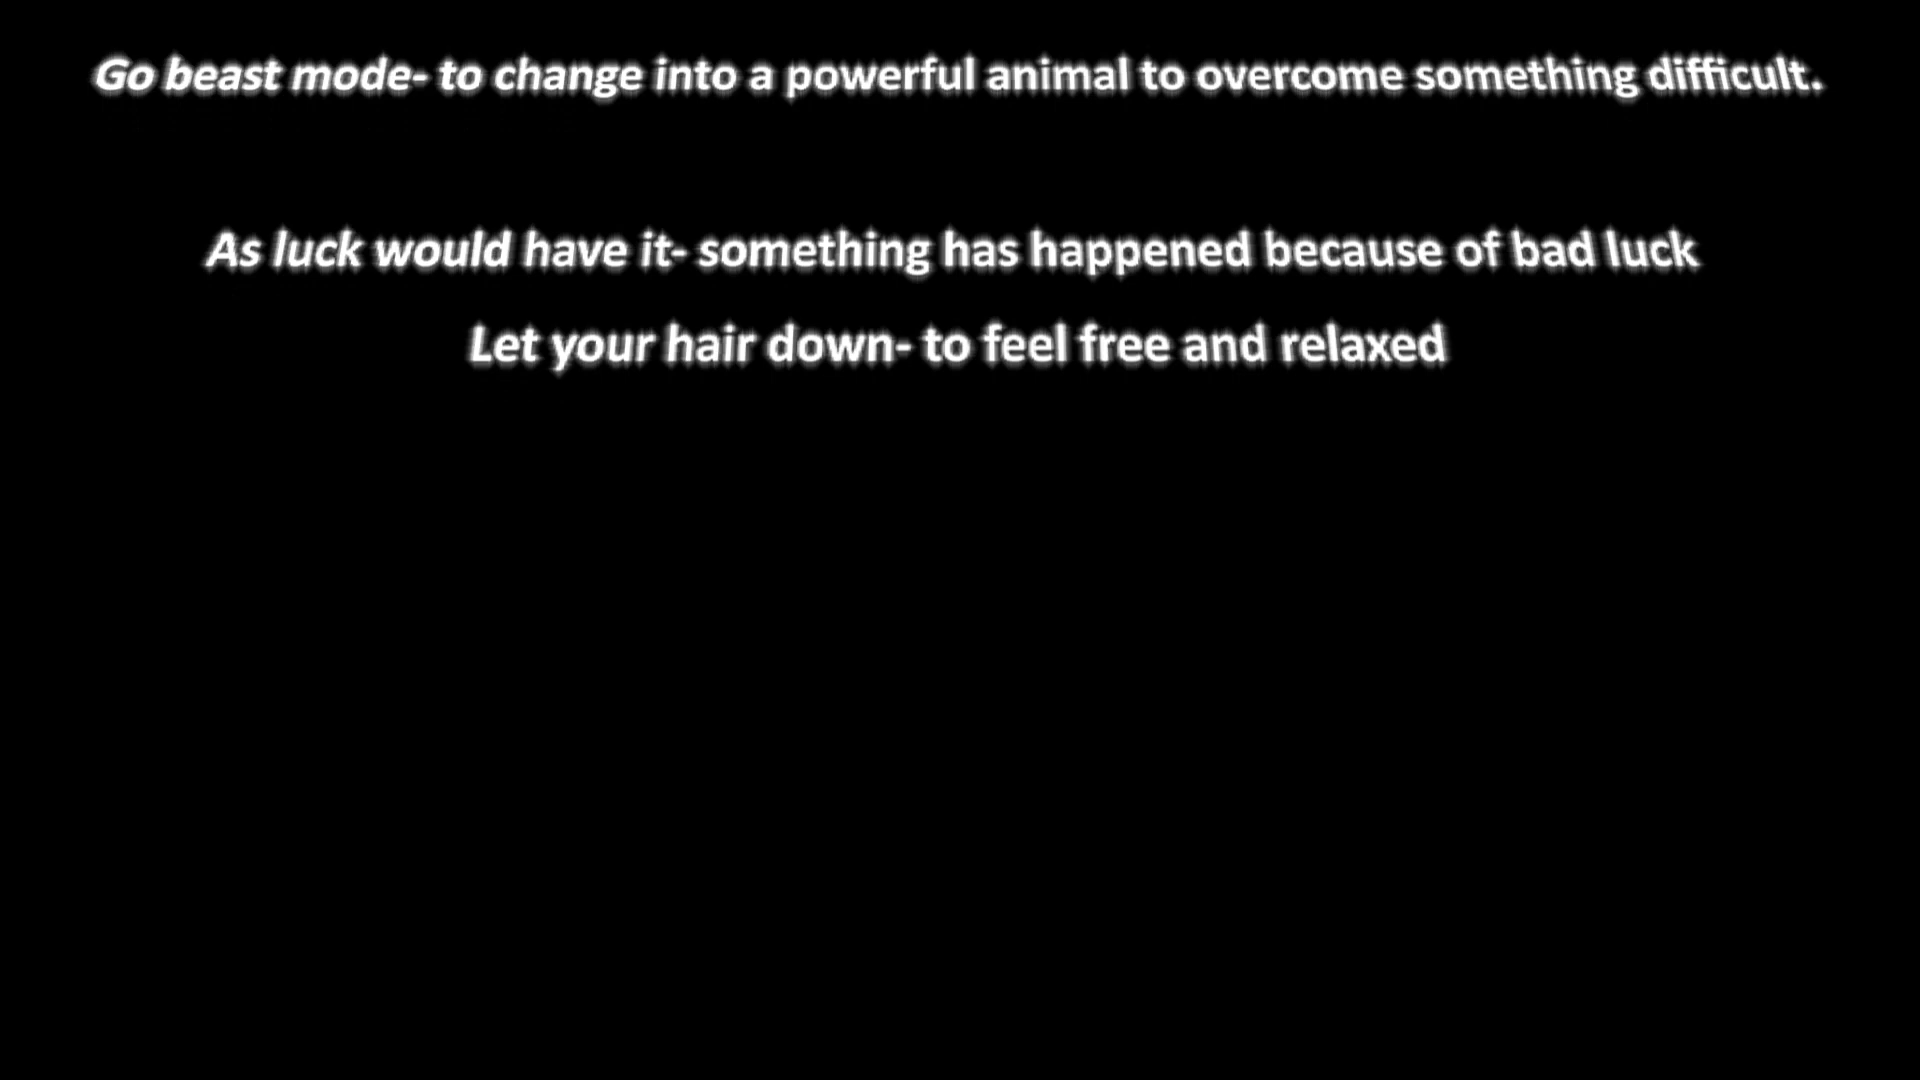 Go beast mode- to change into a powerful animal to overcome something difficult.
As luck would have it- something has happened because of bad luck
Let your hair down- to feel free and relaxed